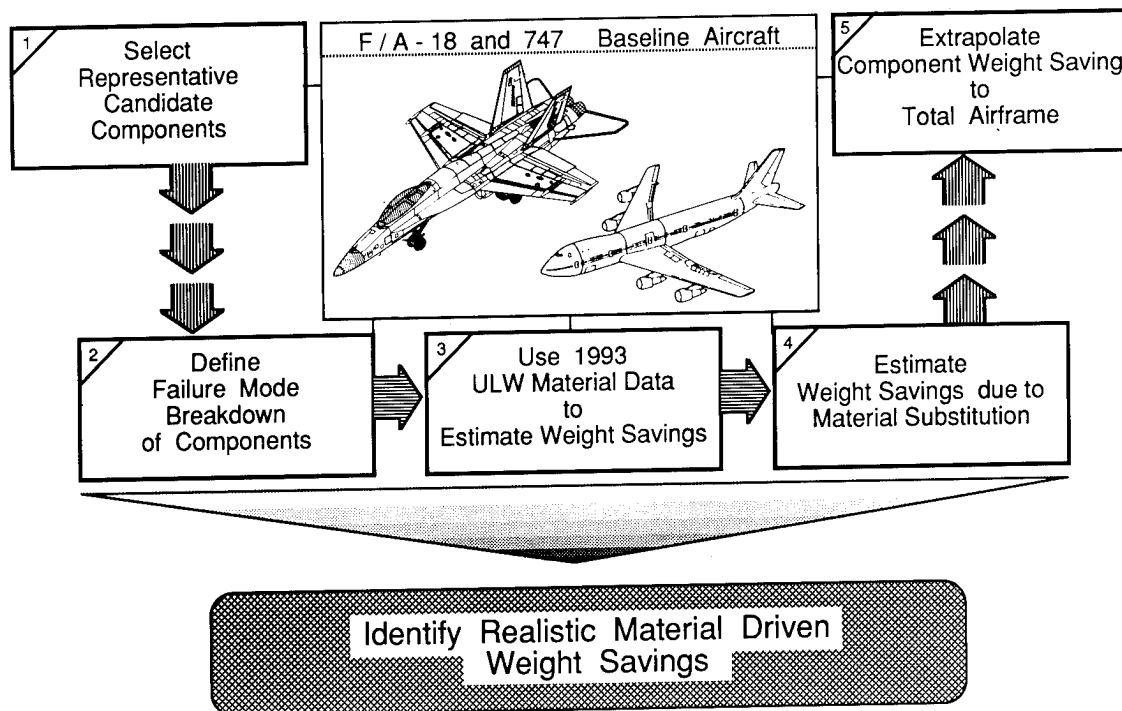 1
Select
Representative
Candidate
Components
F / A - 18 and 747 Baseline Aircraft
5
Extrapolate
Component Weight Saving
to
Total Airframe
2
Define
Failure Mode
Breakdown
of Components
3
Use 1993
ULW Material Data
to
Estimate Weight Savings
4
Estimate
Weight Savings due to
Material Substitution
Identify Realistic Material Driven
Weight Savings